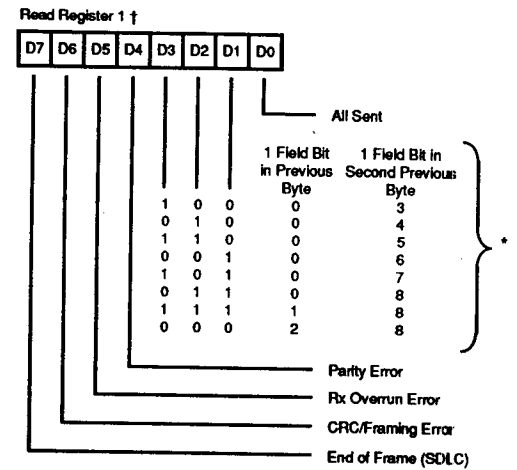 Read Register 1 †
D7 D6 D5 D4 D3 D2 D1 D0
All Sent
1 Field Bit 1 Field Bit in
in Previous Second Previous
Byte Byte
1 0 0 0 3
0 1 0 0 4
1 1 0 0 5
0 0 1 0 6
1 0 1 0 7
0 1 1 0 8
1 1 1 1 8
0 0 0 2 8
*
Parity Error
Rx Overrun Error
CRC/Framing Error
End of Frame (SDLC)